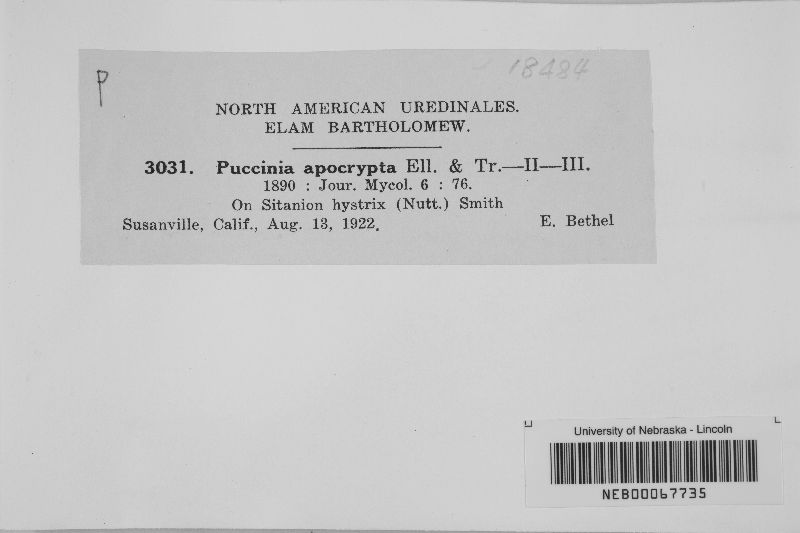 P
18484
NORTH AMERICAN UREDINALES.
ELAM BARTHOLOMEW.
3031. Puccinia apocrypta Ell. & Tr.—II—III.
1890 : Jour. Mycol. 6 : 76.
On Sitanion hystrix (Nutt.) Smith
Susanville, Calif., Aug. 13, 1922. E. Bethel
University of Nebraska - Lincoln
NEB00067735